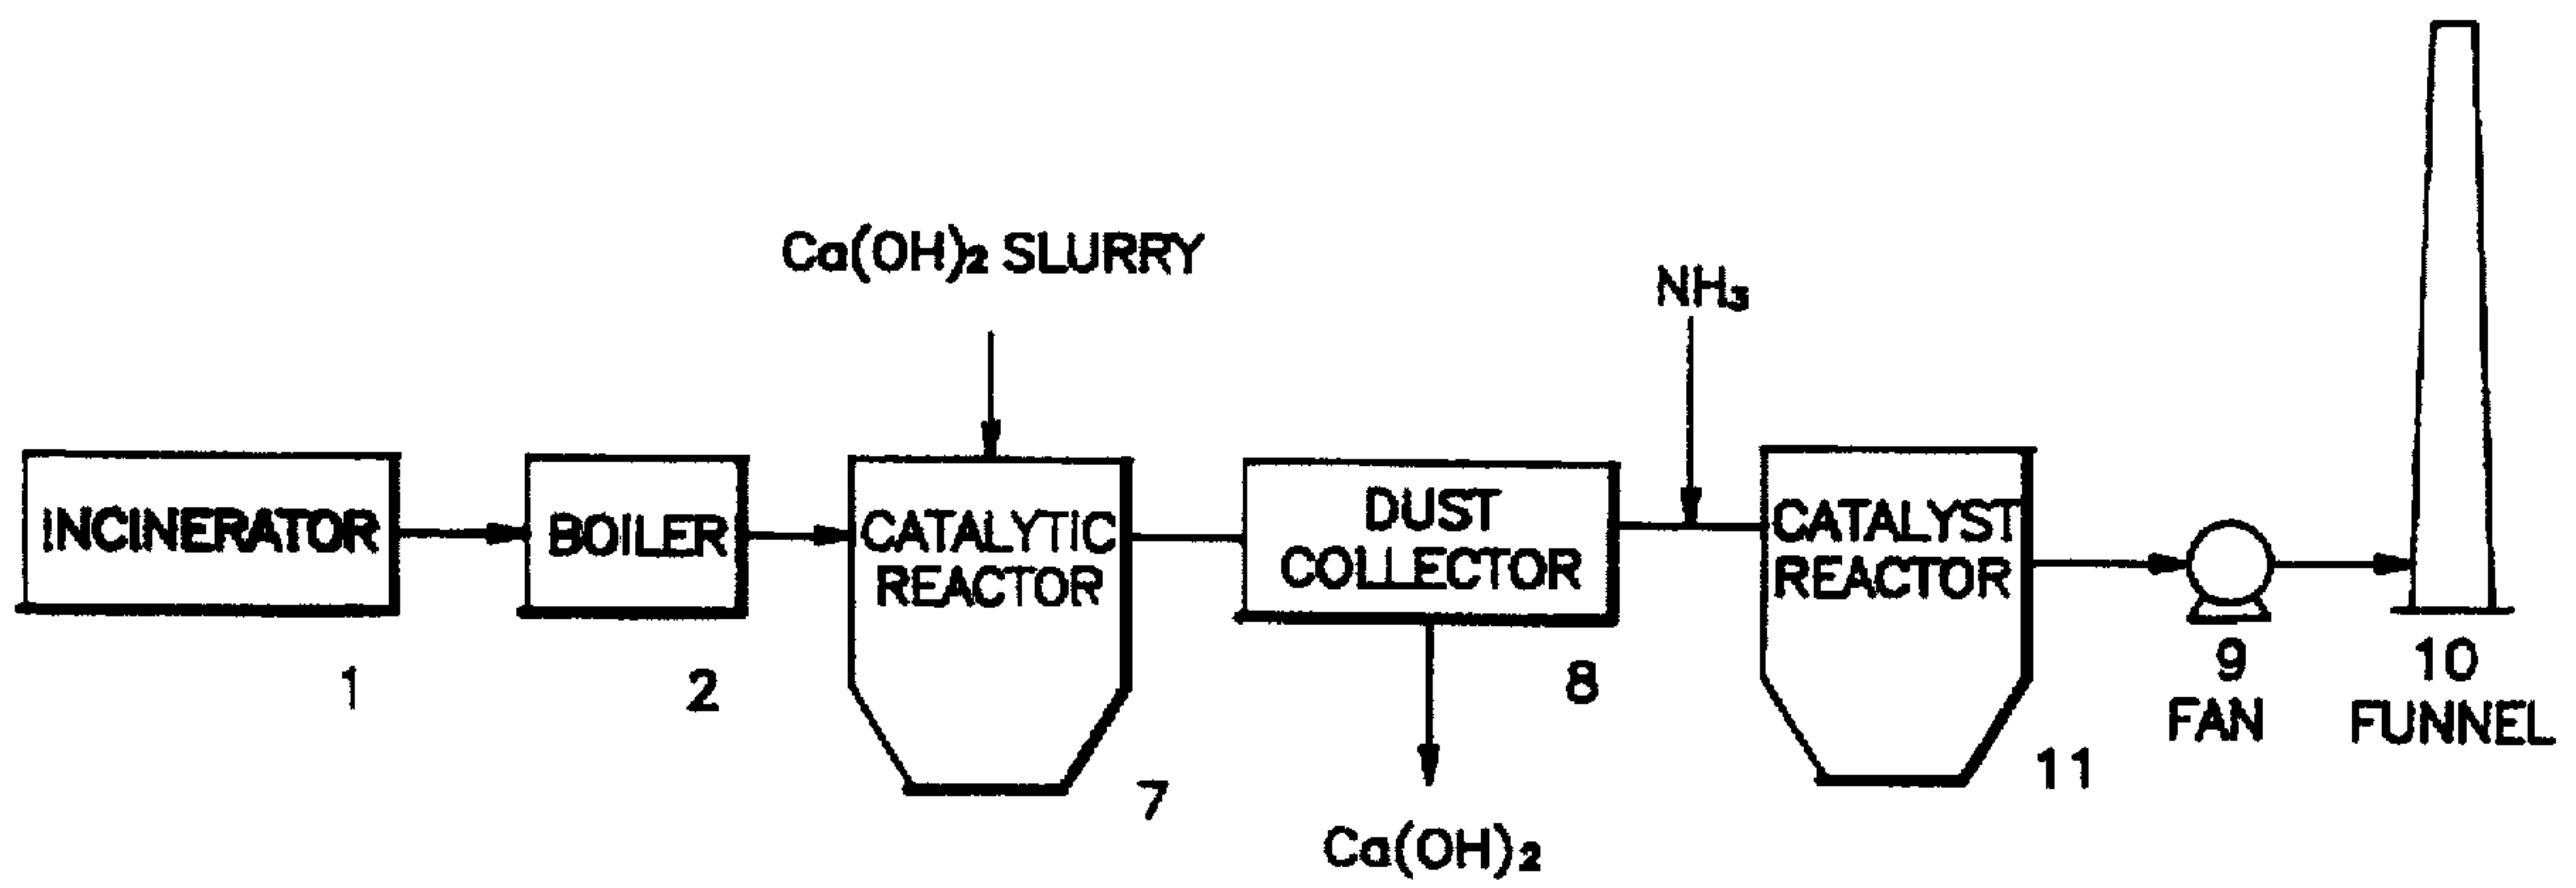 Ca(OH)₂ SLURRY
NH₃
INCINERATOR
BOILER
CATALYTIC
REACTOR
DUST
COLLECTOR
CATALYST
REACTOR
1
2
7
8
11
9
FAN
10
FUNNEL
Ca(OH)₂